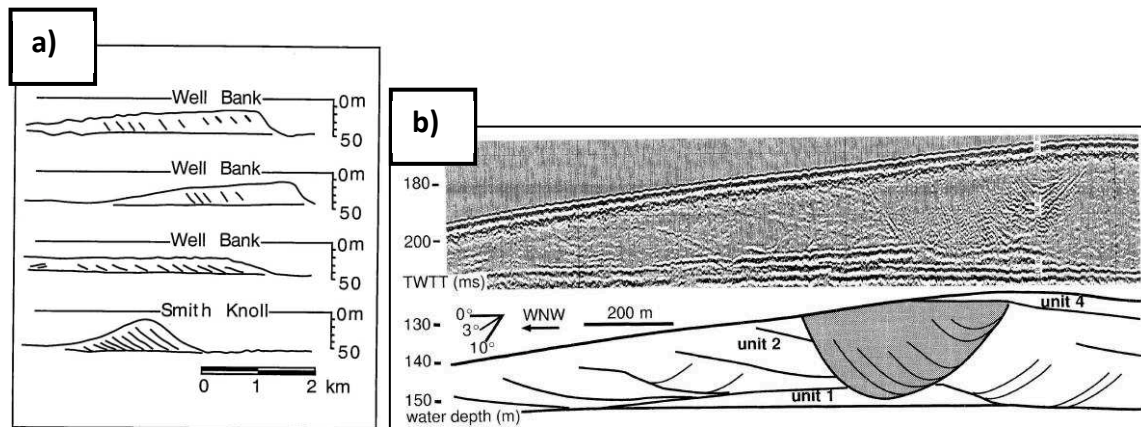 a)
Well Bank
0m
50
Well Bank
0m
50
Well Bank
0m
50
Smith Knoll
0m
50
0 1 2
km
b)
180
200
TWTT (ms)
0°
3°
10°
WNW
200 m
130
140
150
water depth (m)
unit 2
unit 1
unit 4